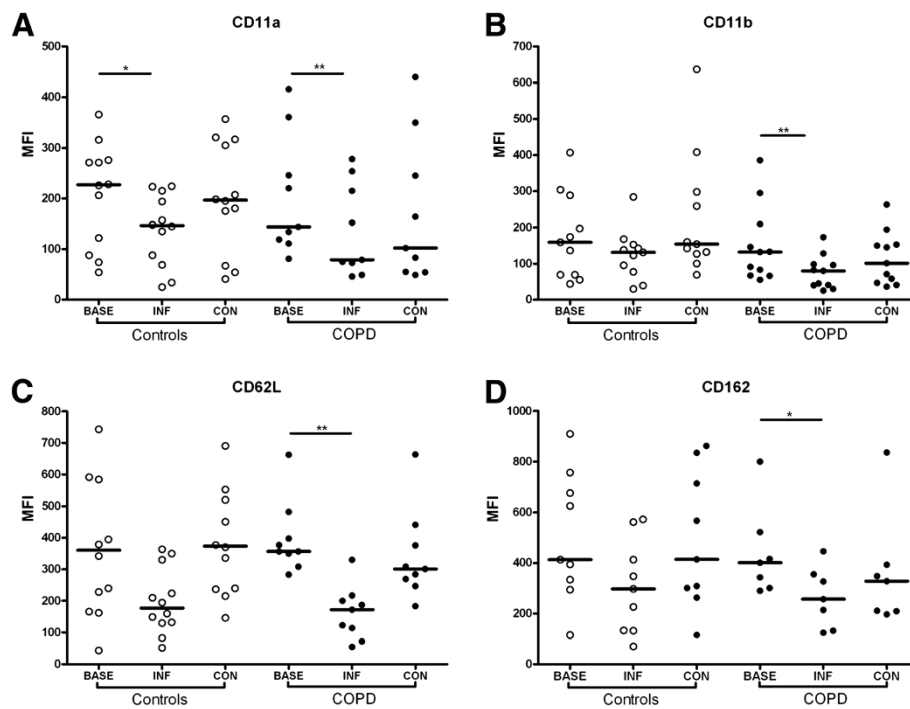 A
CD11a
500
400
300
200
100
0
MFI
*
**
BASE INF CON BASE INF CON
Controls COPD
B
CD11b
700
600
500
400
300
200
100
0
MFI
**
BASE INF CON BASE INF CON
Controls COPD
C
CD62L
800
700
600
500
400
300
200
100
0
MFI
**
BASE INF CON BASE INF CON
Controls COPD
D
CD162
1000
800
600
400
200
0
MFI
*
BASE INF CON BASE INF CON
Controls COPD